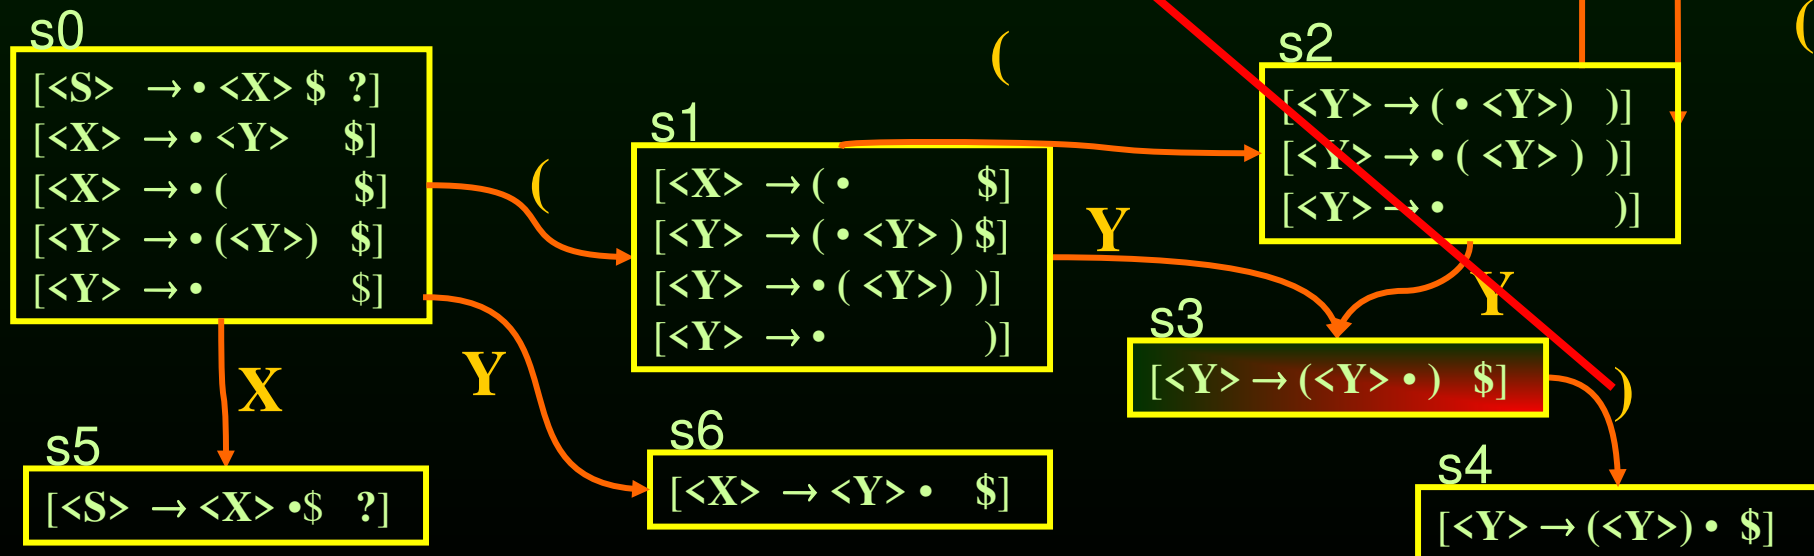 s0
[<S> → • <X> $ ?]
[<X> → • <Y> $]
[<X> → • ( $]
[<Y> → • (<Y>) $]
[<Y> → • $]
(
X
Y
s5
[<S> → <X> •$ ?]
s1
[<X> → ( • $]
[<Y> → ( • <Y> ) $]
[<Y> → • ( <Y>) )]
[<Y> → • )]
(
Y
s6
[<X> → <Y> • $]
s2
[<Y> → ( • <Y>) )]
[<Y> → • ( <Y> ) )]
[<Y> → • )]
(
Y
s3
[<Y> → (<Y> • ) $]
)
s4
[<Y> → (<Y>) • $]